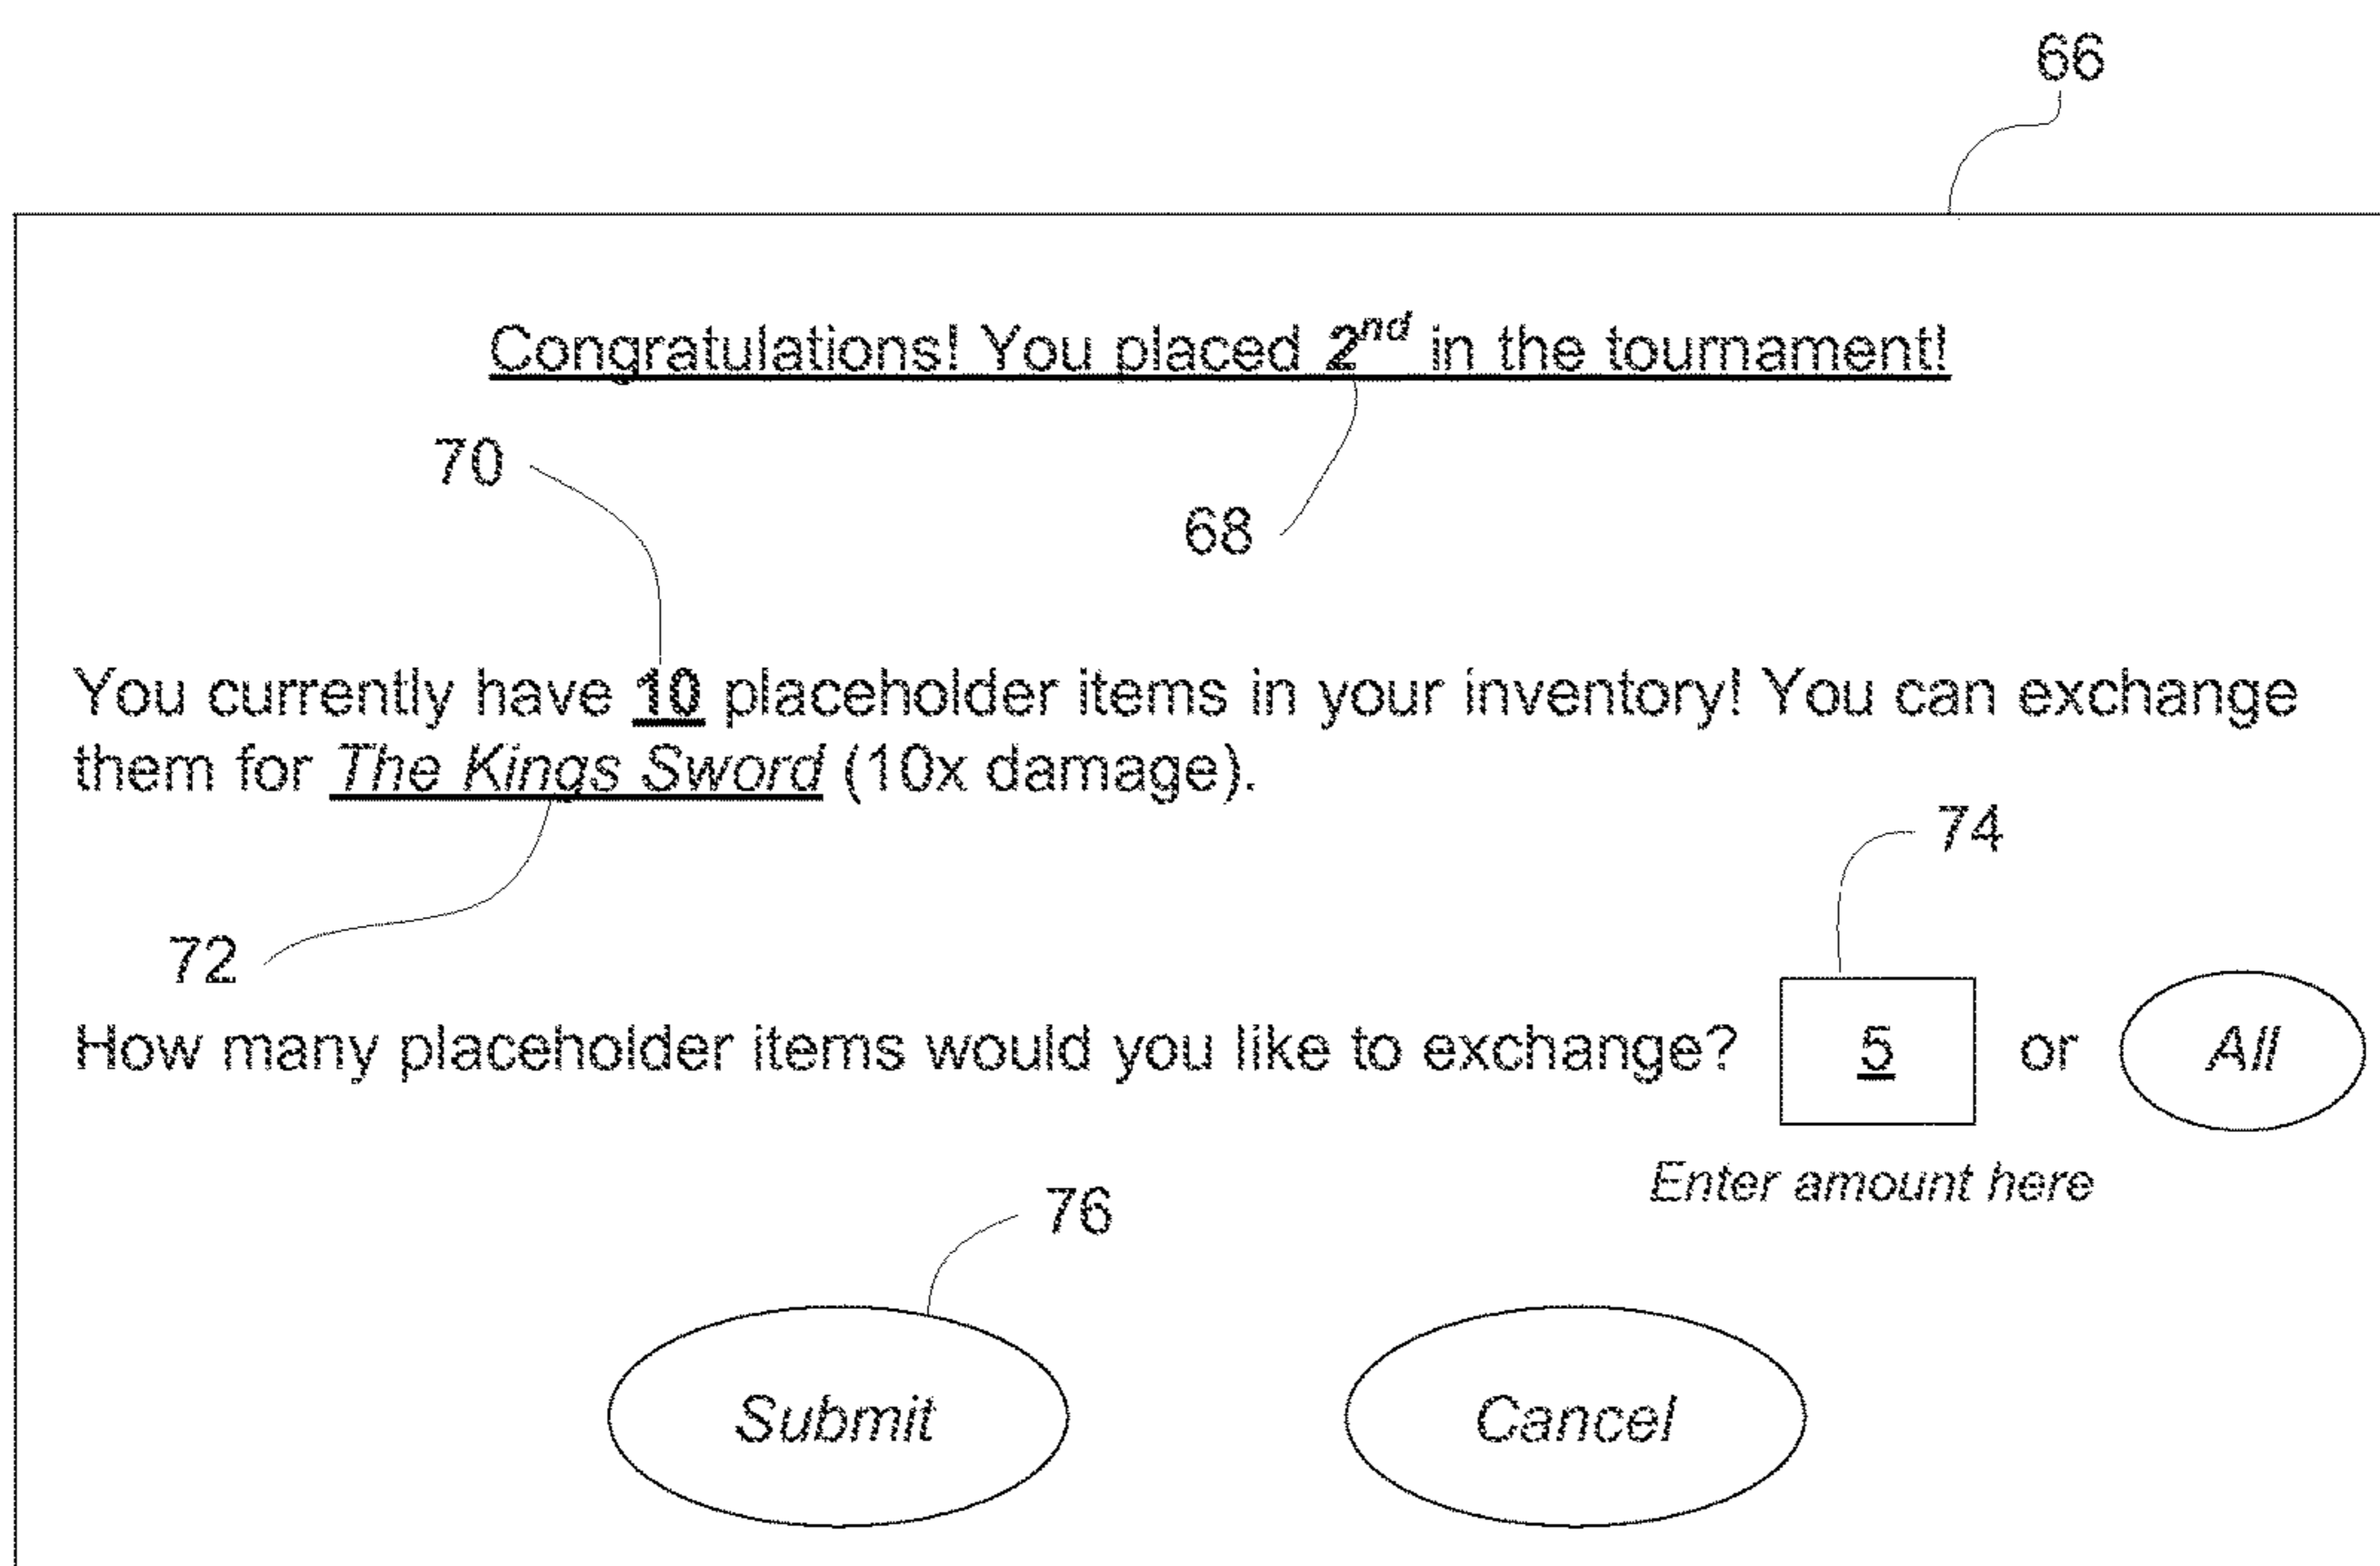 66
Congratulations! You placed 2nd in the tournament!
70
68
You currently have 10 placeholder items in your inventory! You can exchange
them for The Kings Sword (10x damage).
74
72
How many placeholder items would you like to exchange? 5 or All
Enter amount here
76
Submit Cancel